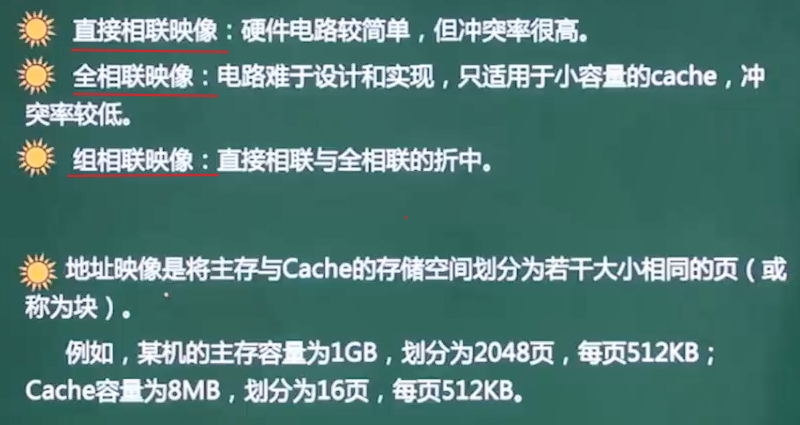 直接相联映像：硬件电路较简单，但冲突率很高。
全相联映像：电路难于设计和实现，只适用于小容量的cache，冲
突率较低。
组相联映像：直接相联与全相联的折中。
地址映像是将主存与Cache的存储空间划分为若干大小相同的页（或
称为块）。
例如，某机的主存容量为1GB，划分为2048页，每页512KB；
Cache容量为8MB，划分为16页，每页512KB。